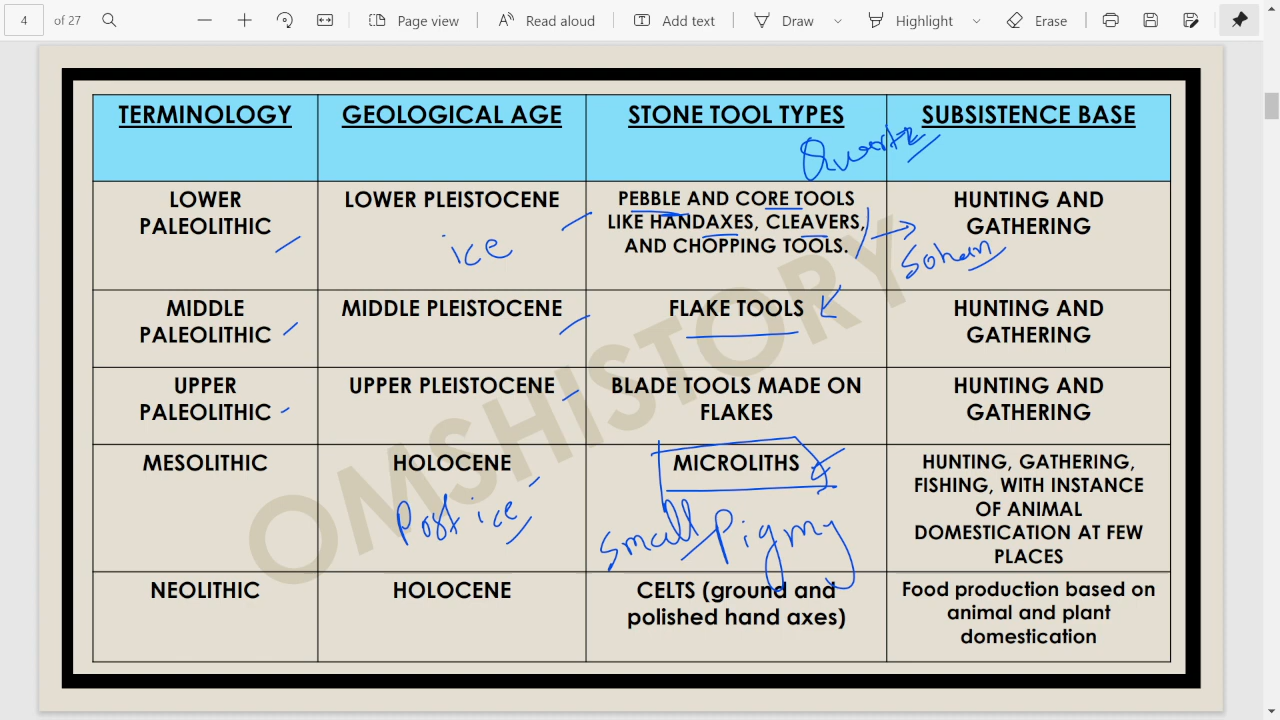 4 of 27 Page view Read aloud Add text Draw Highlight Erase
TERMINOLOGY
GEOLOGICAL AGE
STONE TOOL TYPES
SUBSISTENCE BASE
Quartz
LOWER
PALEOLITHIC
LOWER PLEISTOCENE
ice
PEBBLE AND CORE TOOLS
LIKE HANDAXES, CLEAVERS,
AND CHOPPING TOOLS.
HUNTING AND
GATHERING
Sohan
MIDDLE
PALEOLITHIC
MIDDLE PLEISTOCENE
FLAKE TOOLS
HUNTING AND
GATHERING
UPPER
PALEOLITHIC
UPPER PLEISTOCENE
BLADE TOOLS MADE ON
FLAKES
HUNTING AND
GATHERING
MESOLITHIC
HOLOCENE
Post ice
MICROLITHS
small Pigmy
HUNTING, GATHERING,
FISHING, WITH INSTANCE
OF ANIMAL
DOMESTICATION AT FEW
PLACES
NEOLITHIC
HOLOCENE
CELTS (ground and
polished hand axes)
Food production based on
animal and plant
domestication
OMSHISTORY